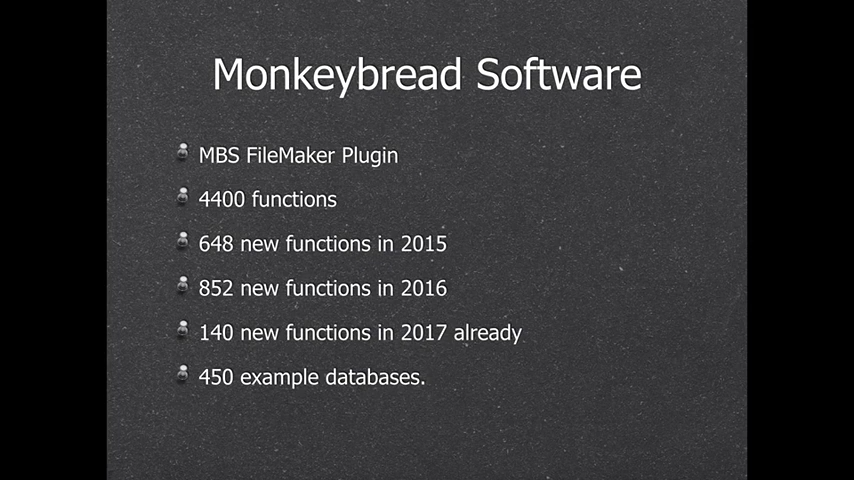 Monkeybread Software
MBS FileMaker Plugin
4400 functions
648 new functions in 2015
852 new functions in 2016
140 new functions in 2017 already
450 example databases.